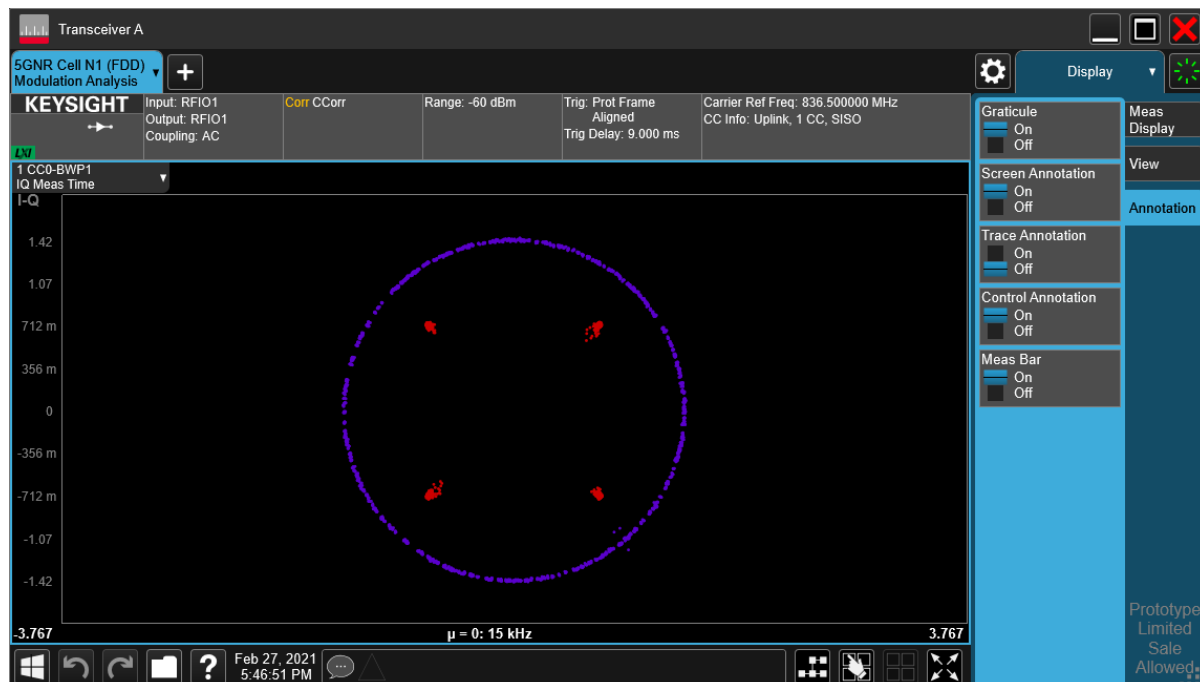 Transceiver A
5GNR Cell N1 (FDD)
Modulation Analysis
Display
KEYSIGHT
LXI
Input: RFIO1
Output: RFIO1
Coupling: AC
Corr CCorr
Range: -60 dBm
Trig: Prot Frame
Aligned
Trig Delay: 9.000 ms
Carrier Ref Freq: 836.500000 MHz
CC Info: Uplink, 1 CC, SISO
1 CC0-BWP1
IQ Meas Time
I-Q
1.42
1.07
712 m
356 m
0
-356 m
-712 m
-1.07
-1.42
-3.767
µ = 0: 15 kHz
3.767
Graticule
On
Off
Screen Annotation
On
Off
Trace Annotation
On
Off
Control Annotation
On
Off
Meas Bar
On
Off
Meas
Display
View
Annotation
Prototype
Limited
Sale
Allowed
?
Feb 27, 2021
5:46:51 PM